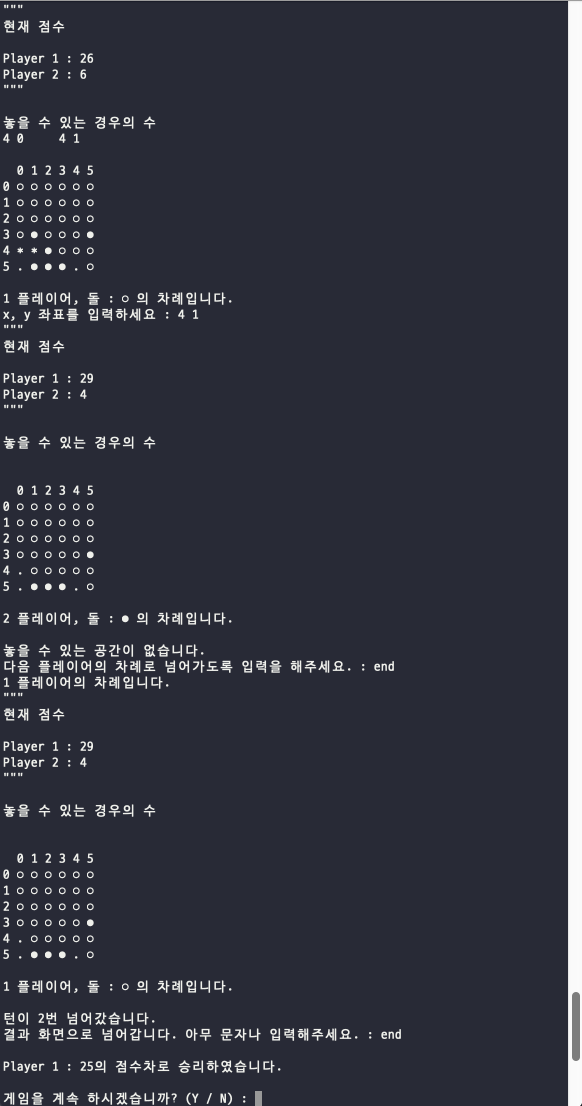 """
현재 점수
Player 1 : 26
Player 2 : 6
"""
놓을 수 있는 경우의 수
4 0     4 1
  0 1 2 3 4 5
0 ○ ○ ○ ○ ○ ○
1 ○ ○ ○ ○ ○ ○
2 ○ ○ ○ ○ ○ ○
3 ○ ● ○ ○ ○ ●
4 * * ● ○ ○ ○
5 . ● ● ● . ○
1 플레이어, 돌 : ○ 의 차례입니다.
x, y 좌표를 입력하세요 : 4 1
"""
현재 점수
Player 1 : 29
Player 2 : 4
"""
놓을 수 있는 경우의 수
  0 1 2 3 4 5
0 ○ ○ ○ ○ ○ ○
1 ○ ○ ○ ○ ○ ○
2 ○ ○ ○ ○ ○ ○
3 ○ ○ ○ ○ ○ ●
4 . ○ ○ ○ ○ ○
5 . ● ● ● . ○
2 플레이어, 돌 : ● 의 차례입니다.
놓을 수 있는 공간이 없습니다.
다음 플레이어의 차례로 넘어가도록 입력을 해주세요. : end
1 플레이어의 차례입니다.
"""
현재 점수
Player 1 : 29
Player 2 : 4
"""
놓을 수 있는 경우의 수
  0 1 2 3 4 5
0 ○ ○ ○ ○ ○ ○
1 ○ ○ ○ ○ ○ ○
2 ○ ○ ○ ○ ○ ○
3 ○ ○ ○ ○ ○ ●
4 . ○ ○ ○ ○ ○
5 . ● ● ● . ○
1 플레이어, 돌 : ○ 의 차례입니다.
턴이 2번 넘어갔습니다.
결과 화면으로 넘어갑니다. 아무 문자나 입력해주세요. : end
Player 1 : 25의 점수차로 승리하였습니다.
게임을 계속 하시겠습니까? (Y / N) :